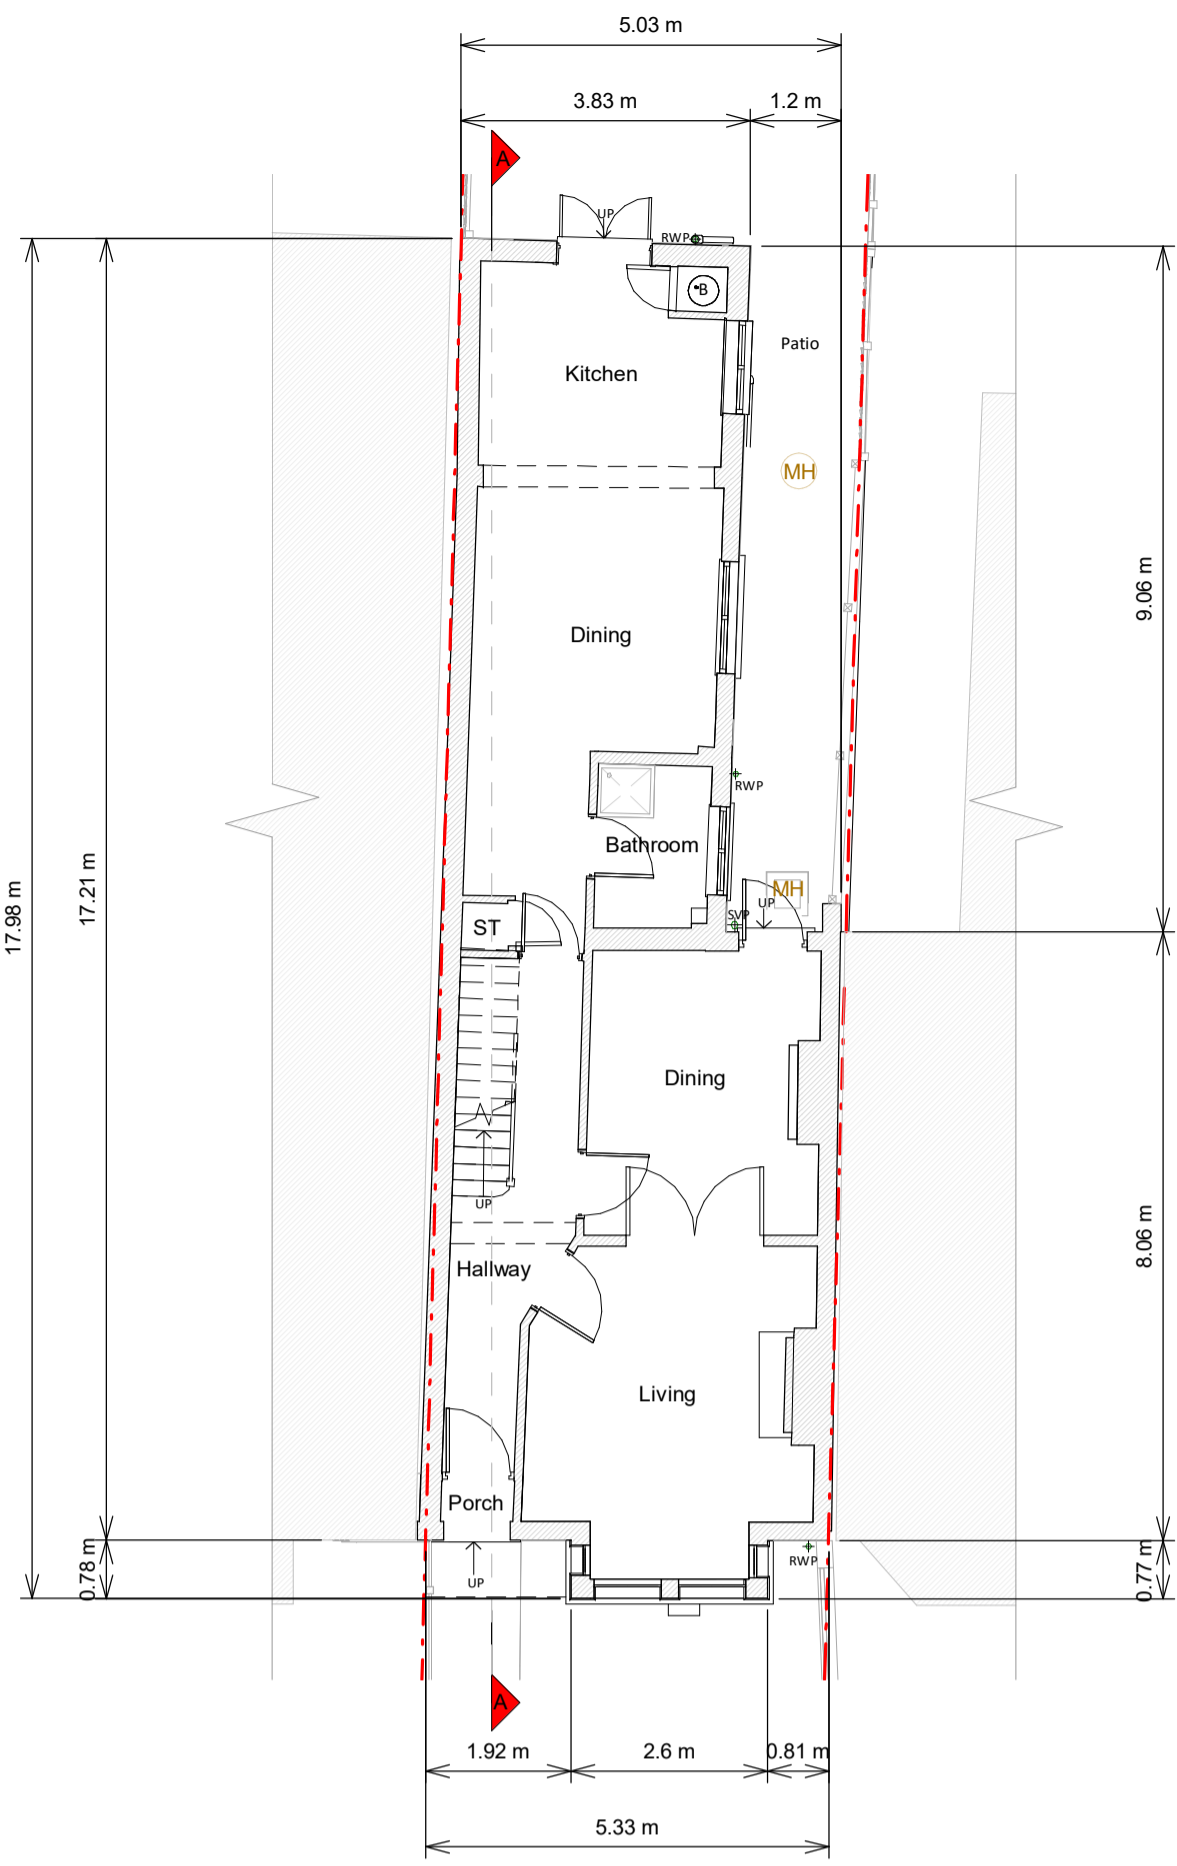 5.03 m
3.83 m
1.2 m
A
UP
RWP
B
Patio
Kitchen
MH
9.06 m
Dining
RWP
Bathroom
17.21 m
17.98 m
MH
UP
SVP
ST
Dining
UP
8.06 m
Hallway
Living
Porch
0.78 m
UP
RWP
0.77 m
A
1.92 m
2.6 m
0.81 m
5.33 m